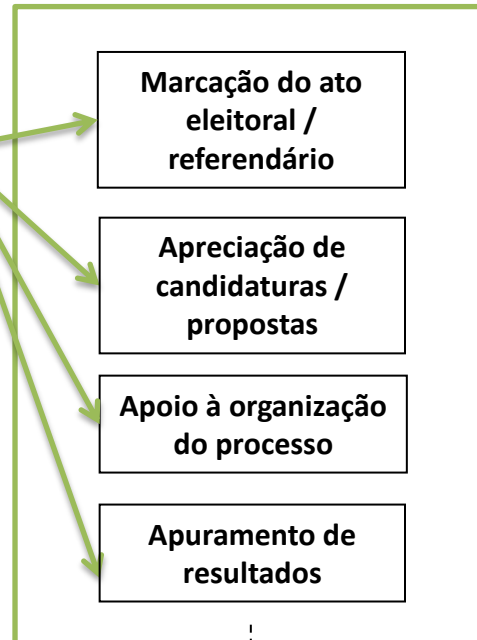 Marcação do ato
eleitoral /
referendário
Apreciação de
candidaturas /
propostas
Apoio à organização
do processo
Apuramento de
resultados